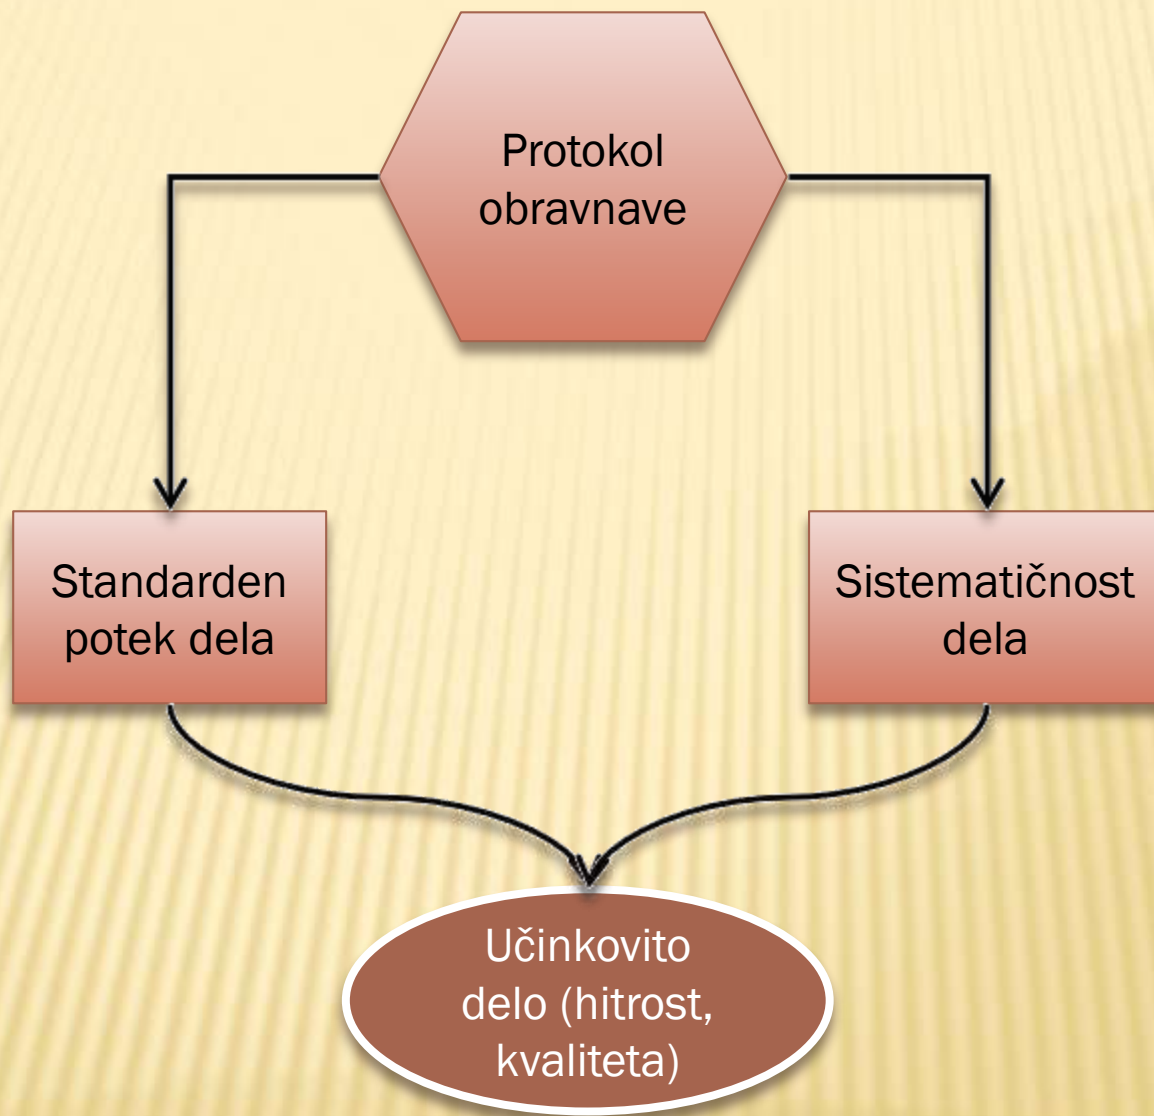 Protokol
obravnave
Standarden
potek dela
Sistematičnost
dela
Učinkovito
delo (hitrost,
kvaliteta)